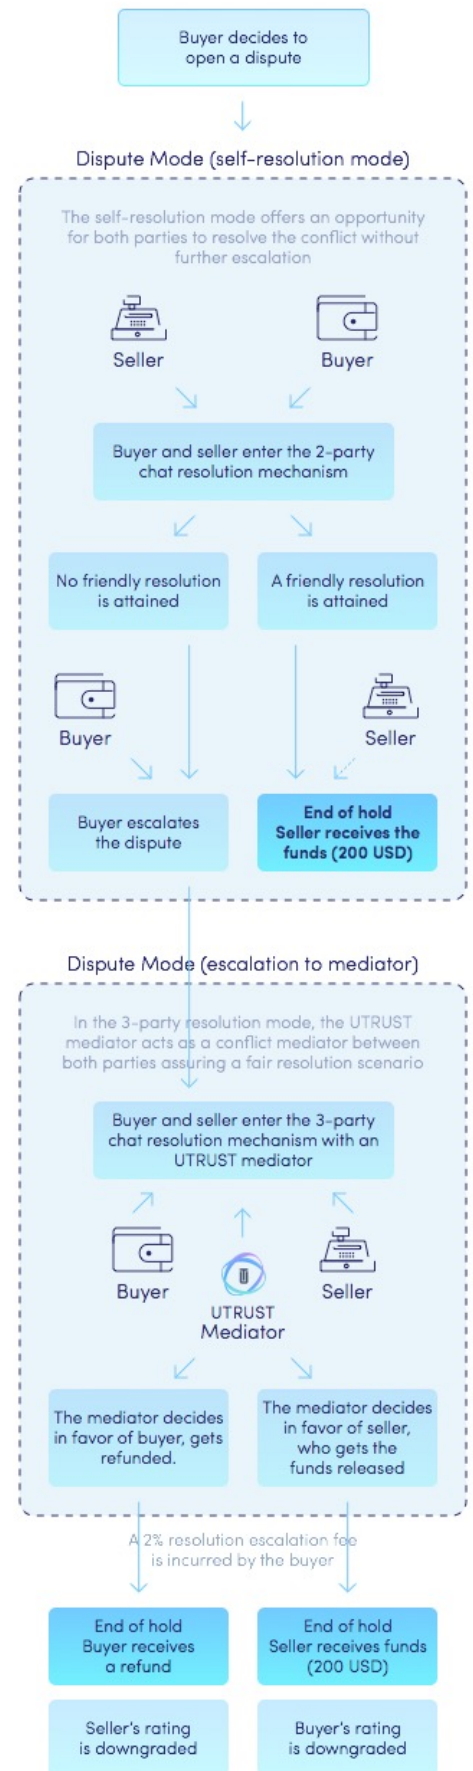 Buyer decides to
open a dispute
Dispute Mode (self-resolution mode)
The self-resolution mode offers an opportunity
for both parties to resolve the conflict without
further escalation
Seller
Buyer
Buyer and seller enter the 2-party
chat resolution mechanism
No friendly resolution
is attained
A friendly resolution
is attained
Buyer
Seller
Buyer escalates
the dispute
End of hold
Seller receives the
funds (200 USD)
Dispute Mode (escalation to mediator)
In the 3-party resolution mode, the UTRUST
mediator acts as a conflict mediator between
both parties assuring a fair resolution scenario
Buyer and seller enter the 3-party
chat resolution mechanism with an
UTRUST mediator
Buyer
Seller
UTRUST
Mediator
The mediator decides
in favor of buyer, gets
refunded.
The mediator decides
in favor of seller,
who gets the
funds released
A 2% resolution escalation fee
is incurred by the buyer
End of hold
Buyer receives
a refund
End of hold
Seller receives funds
(200 USD)
Seller's rating
is downgraded
Buyer's rating
is downgraded